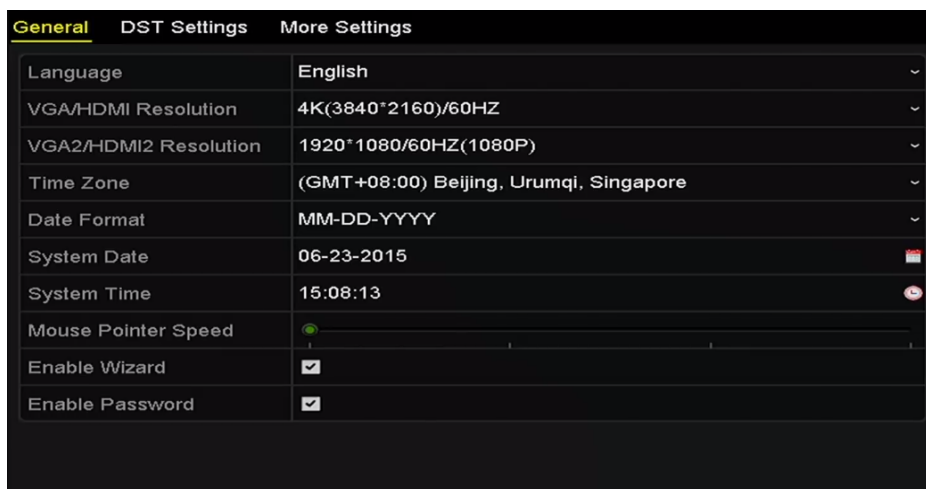 General DST Settings More Settings
Language English
VGA/HDMI Resolution 4K(3840*2160)/60HZ
VGA2/HDMI2 Resolution 1920*1080/60HZ(1080P)
Time Zone (GMT+08:00) Beijing, Urumqi, Singapore
Date Format MM-DD-YYYY
System Date 06-23-2015
System Time 15:08:13
Mouse Pointer Speed
Enable Wizard
Enable Password